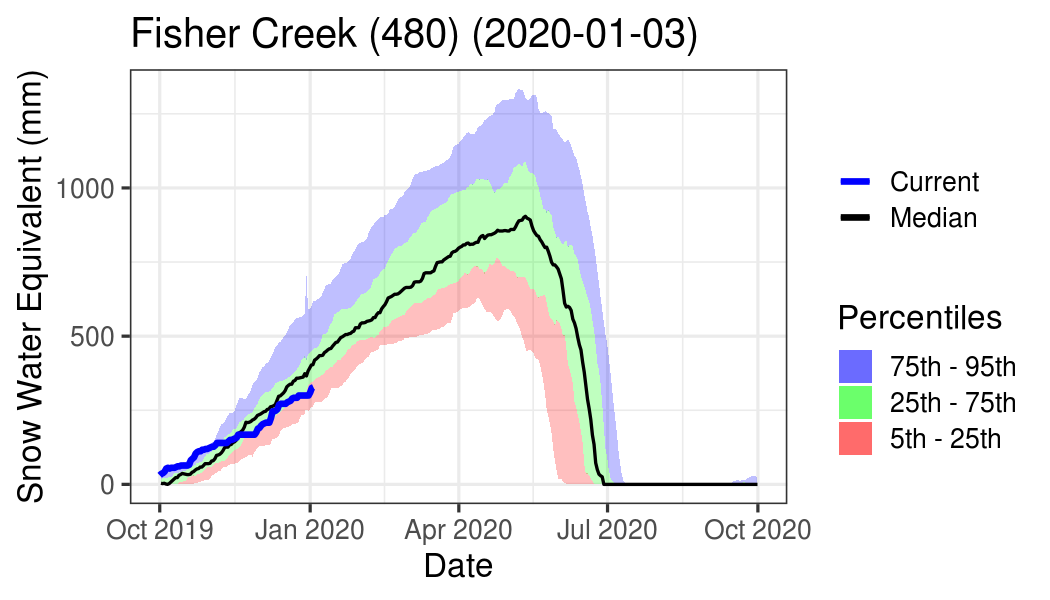 Fisher Creek (480) (2020-01-03)
Snow Water Equivalent (mm)
1000
500
0
Oct 2019 Jan 2020 Apr 2020 Jul 2020 Oct 2020
Date
Current
Median
Percentiles
75th - 95th
25th - 75th
5th - 25th